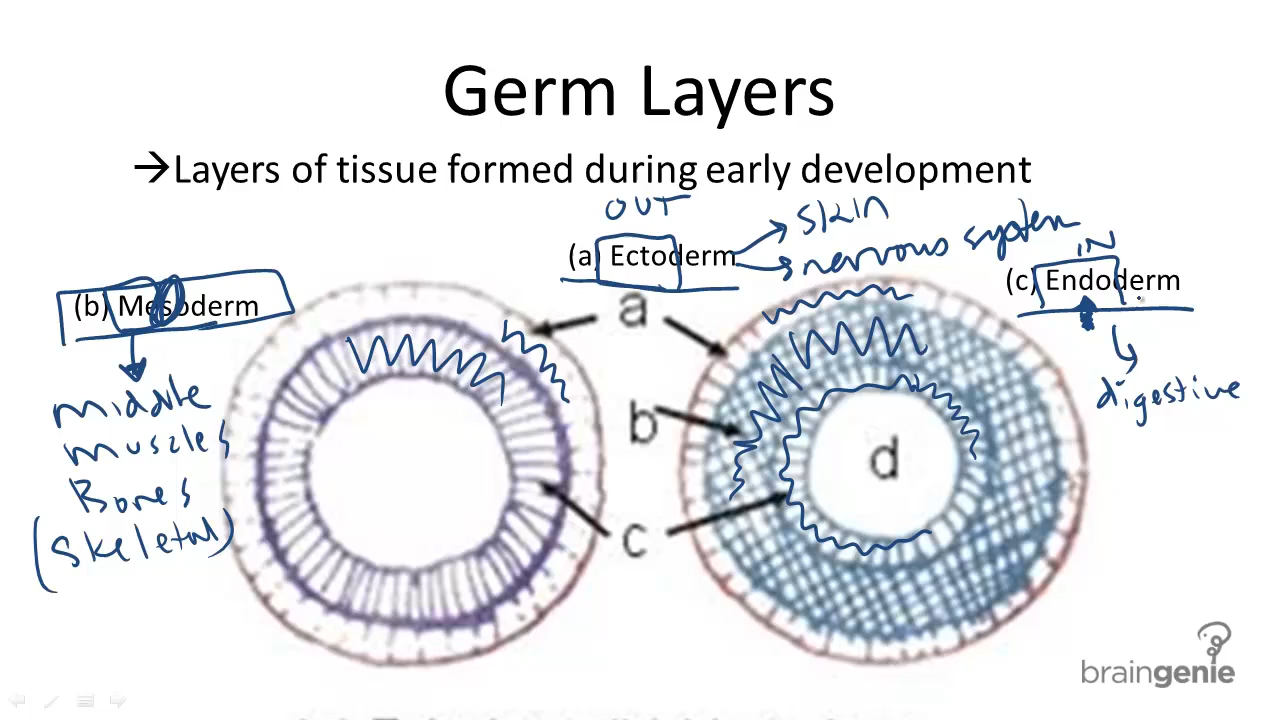 Germ Layers
→Layers of tissue formed during early development
OUT
skin
(a) Ectoderm
nervous system
IN
(c) Endoderm
(b) Mesoderm
a
middle
digestive
muscles
b
d
Bones
(skeletal)
c
braingenie